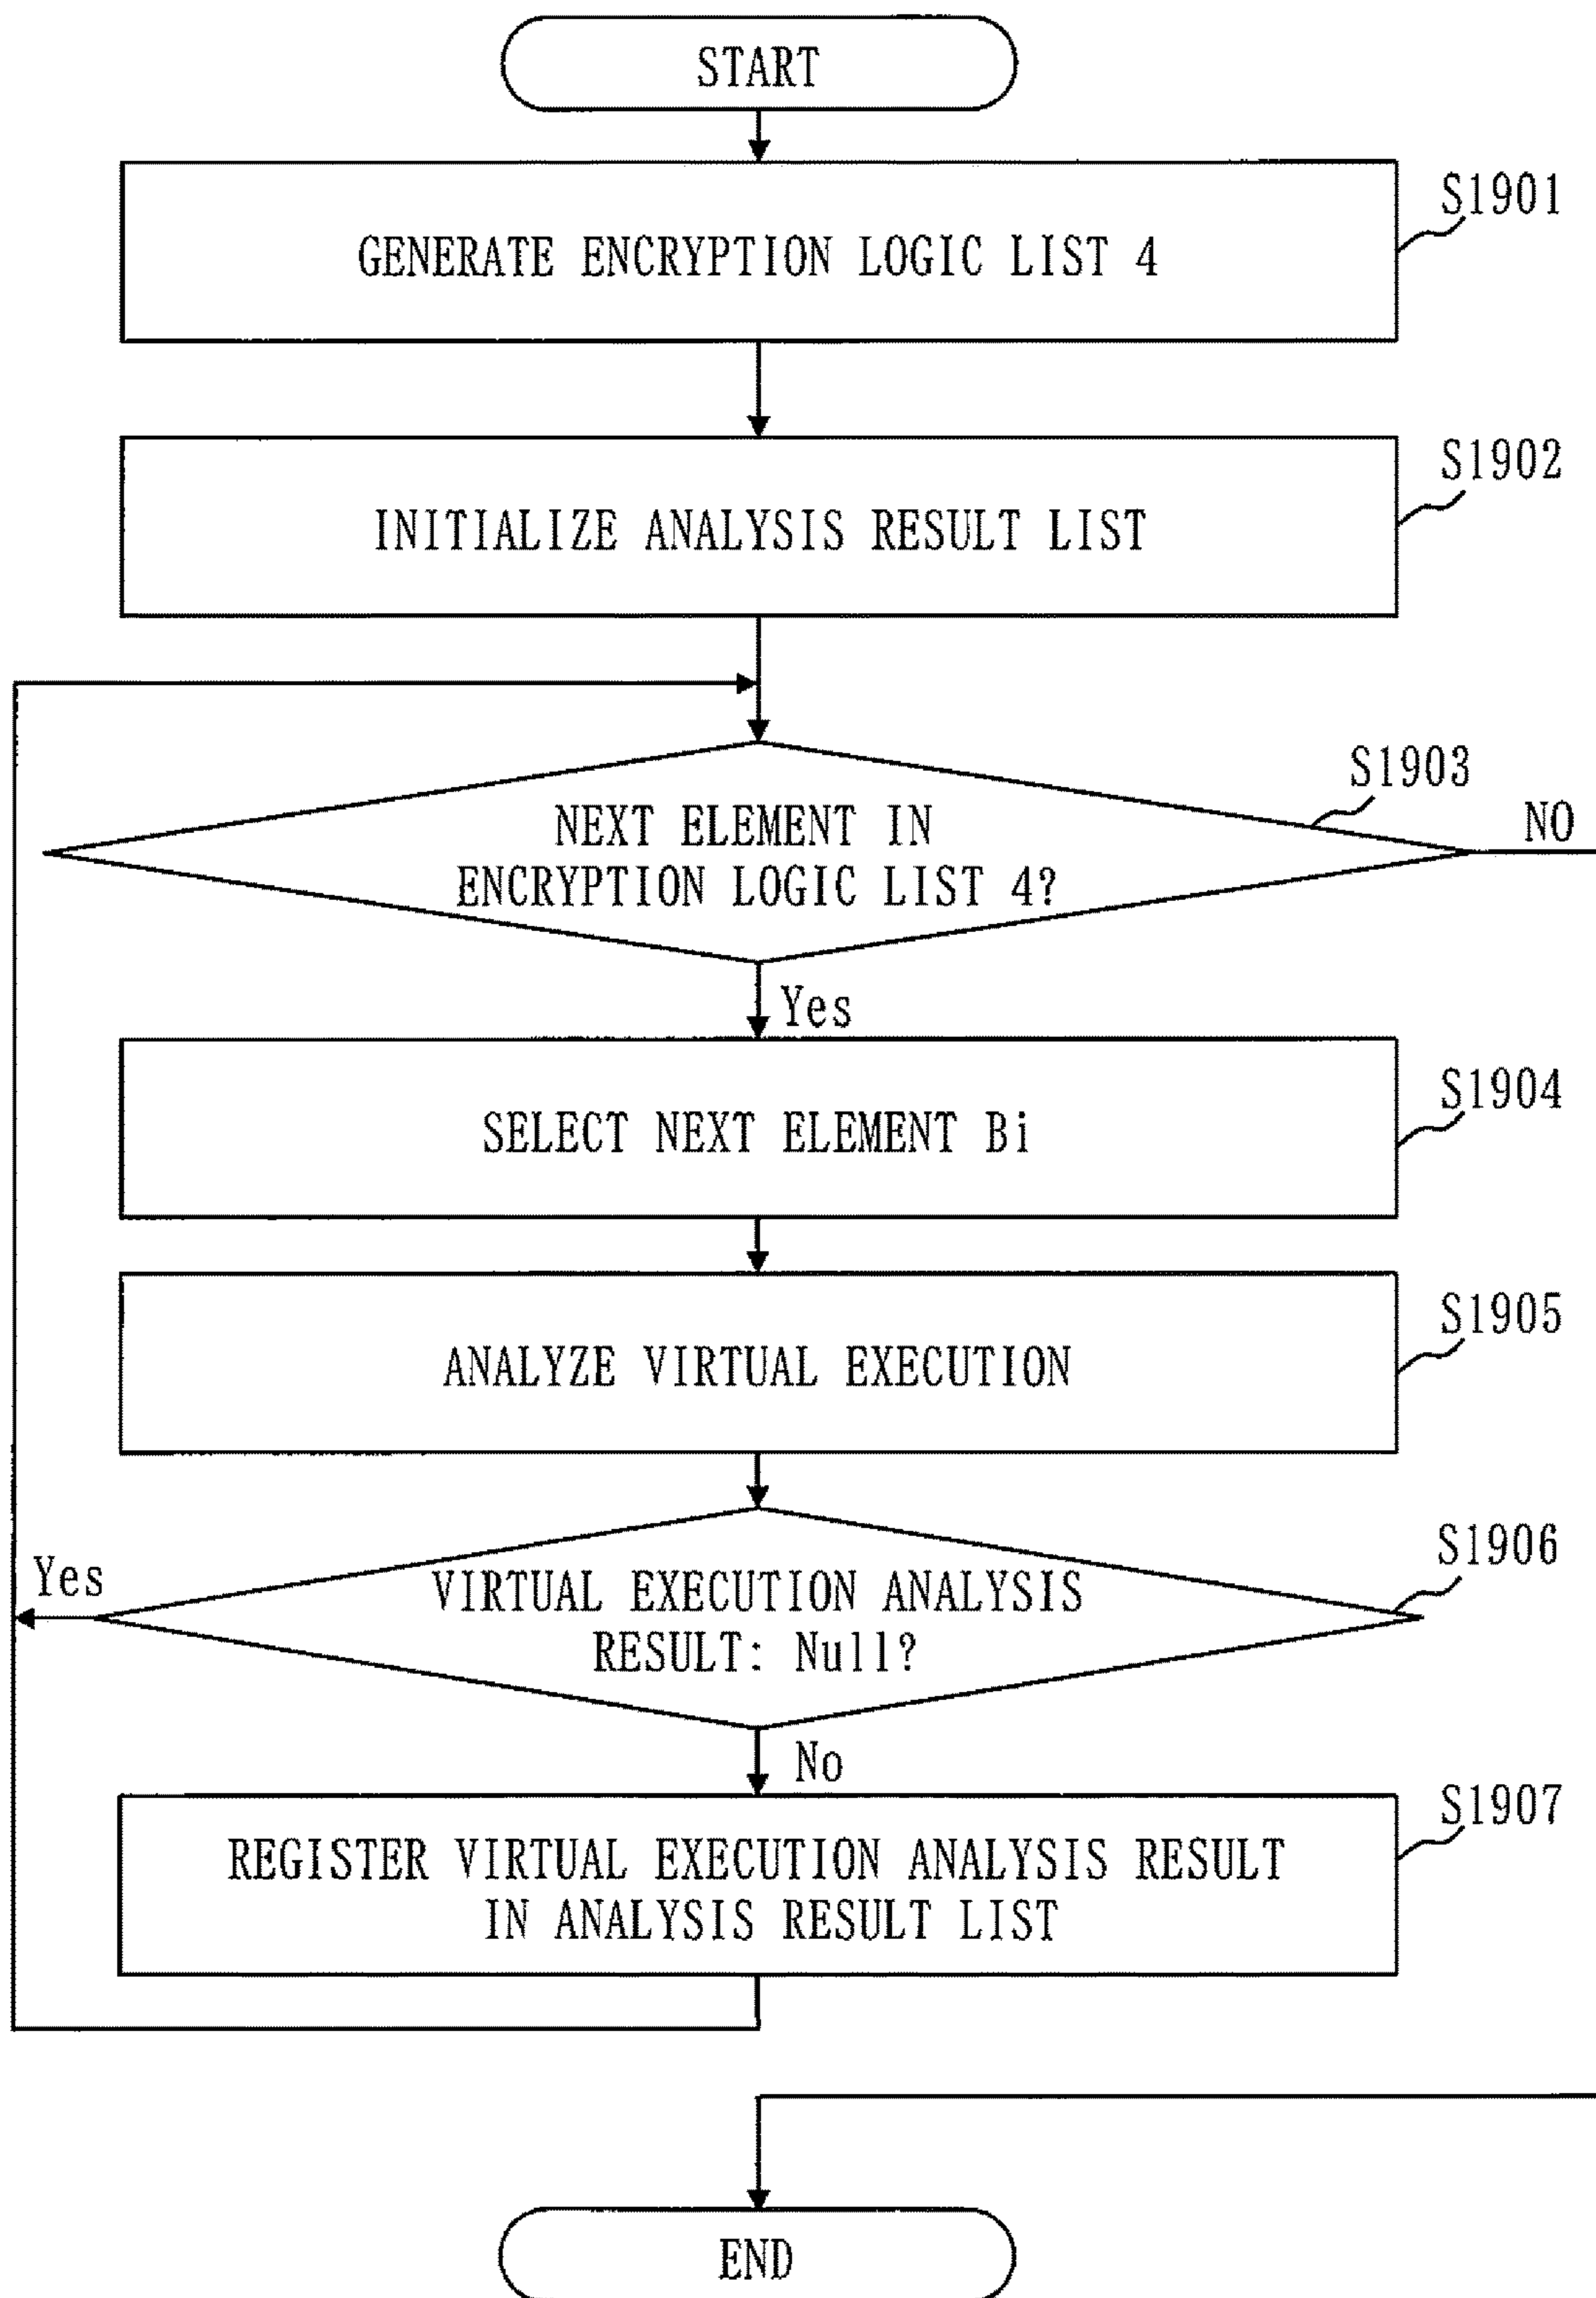 START
S1901
GENERATE ENCRYPTION LOGIC LIST 4
S1902
INITIALIZE ANALYSIS RESULT LIST
S1903
NO
NEXT ELEMENT IN
ENCRYPTION LOGIC LIST 4?
Yes
S1904
SELECT NEXT ELEMENT Bi
S1905
ANALYZE VIRTUAL EXECUTION
S1906
Yes
VIRTUAL EXECUTION ANALYSIS
RESULT: Null?
No
S1907
REGISTER VIRTUAL EXECUTION ANALYSIS RESULT
IN ANALYSIS RESULT LIST
END